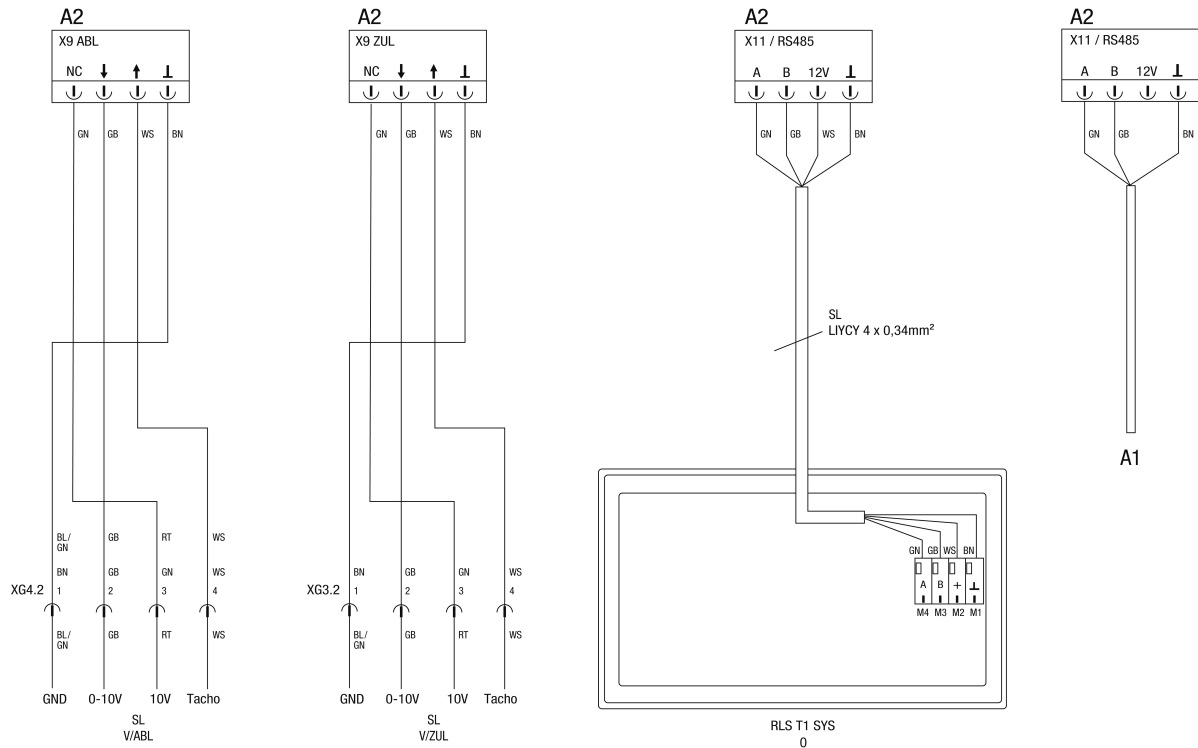 A2
X9 ABL
NC
GN GB WS BN
BL/
GN
GB RT WS
BN GB GN WS
XG4.2 1 2 3 4
BL/
GN
GB RT WS
GND 0-10V 10V Tacho
SL
V/ABL
A2
X9 ZUL
NC
GN GB WS BN
BN GB GN WS
XG3.2 1 2 3 4
BL/
GN
GB RT WS
GND 0-10V 10V Tacho
SL
V/ZUL
A2
X11 / RS485
A B 12V
GN GB WS BN
SL
LIYCY 4 x 0,34mm²
GN GB WS BN
A B +
M4 M3 M2 M1
RLS T1 SYS
0
A2
X11 / RS485
A B 12V
GN GB BN
A1